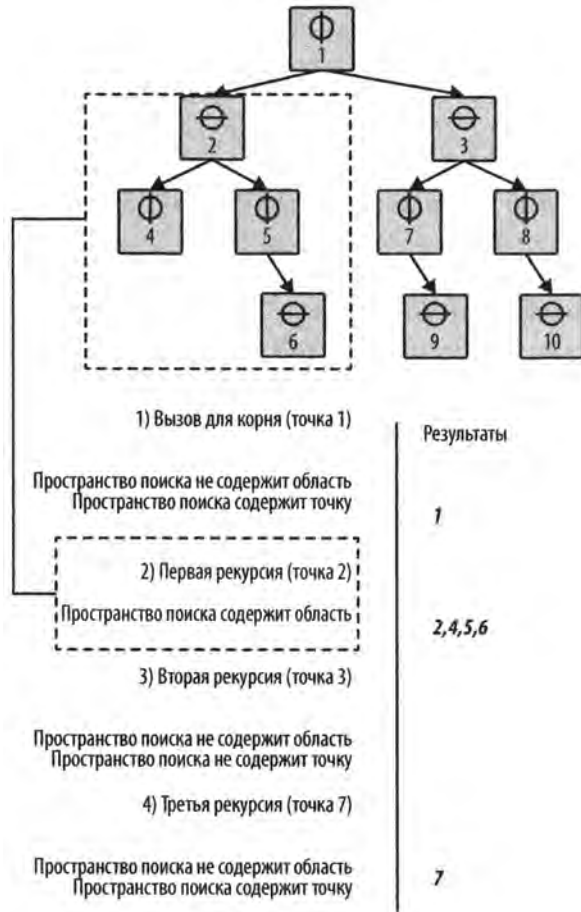 1
2
3
4
5
7
8
6
9
10
1) Вызов для корня (точка 1)
Результаты
Пространство поиска не содержит область
Пространство поиска содержит точку
1
2) Первая рекурсия (точка 2)
Пространство поиска содержит область
2,4,5,6
3) Вторая рекурсия (точка 3)
Пространство поиска не содержит область
Пространство поиска не содержит точку
4) Третья рекурсия (точка 7)
Пространство поиска не содержит область
Пространство поиска содержит точку
7